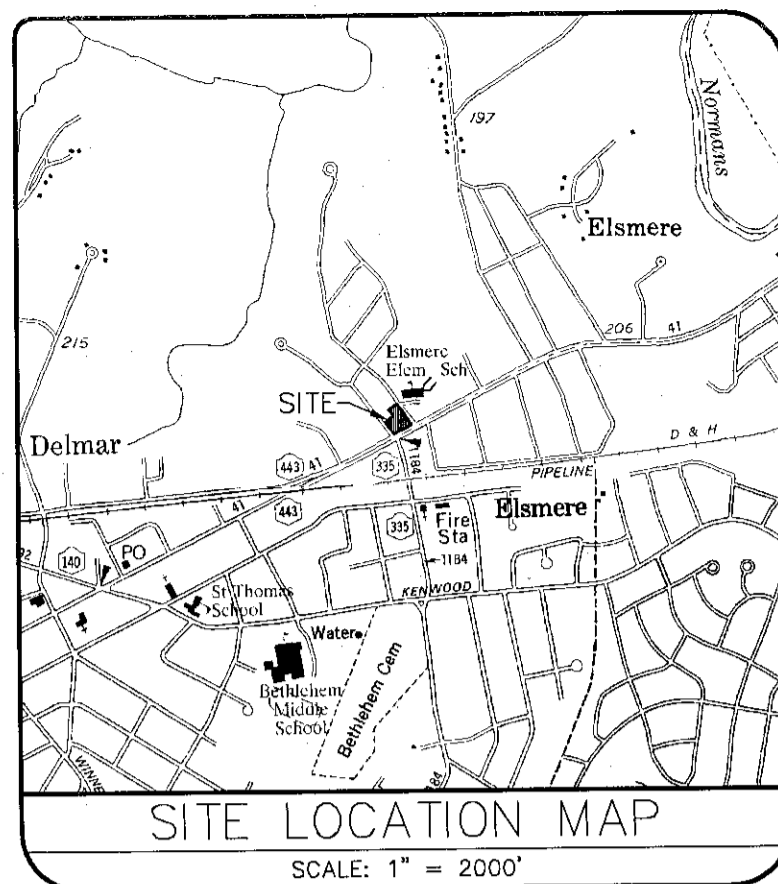 197
Normans
Elsmere
215
206
41
Elsmere
Elem Sch
SITE
Delmar
443
41
335
184
D & H
PIPELINE
41
443
335
Fire
Sta
Elsmere
140
PO
1184
KENWOOD
St Thomas
School
Water
Bethlehem Cem
Bethlehem
Middle
School
184
SITE LOCATION MAP
SCALE: 1" = 2000'